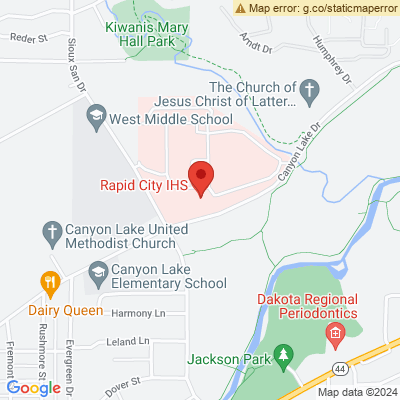 Map error: g.co/staticmaperror
Kiwanis Mary
Hall Park
Reder St
Sioux San Dr
Arndt Dr
Humphrey Dr
The Church of
Jesus Christ of Latter...
West Middle School
Canyon Lake Dr
Rapid City IHS
Canyon Lake United
Methodist Church
Canyon Lake
Elementary School
Dairy Queen
Harmony Ln
Dakota Regional
Periodontics
Leland Ln
Jackson Park
44
Fremont
Rushmore St
Evergreen Dr
Dover St
Google
Map data ©2024